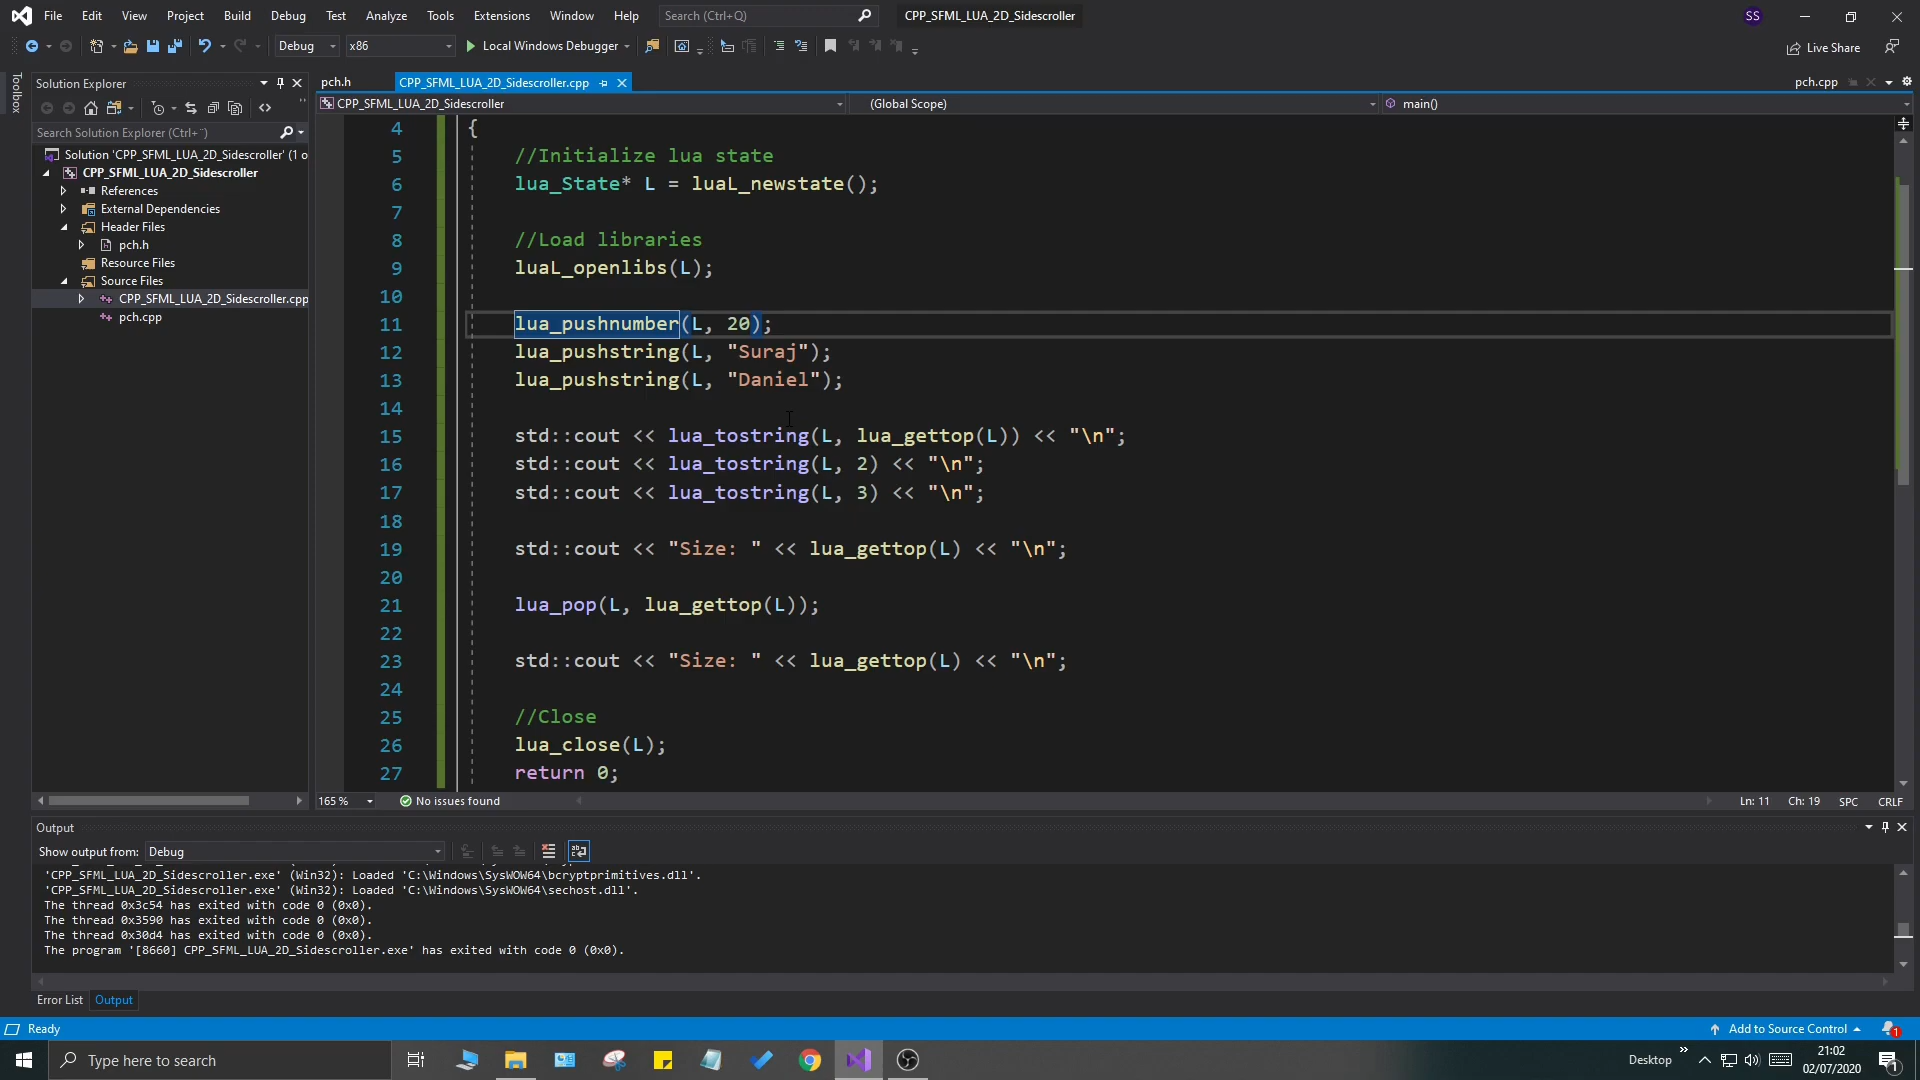 File Edit View Project Build Debug Test Analyze Tools Extensions Window Help Search (Ctrl+Q) CPP_SFML_LUA_2D_Sidescroller SS
Debug x86 Local Windows Debugger Live Share
Toolbox
Solution Explorer
pch.h CPP_SFML_LUA_2D_Sidescroller.cpp pch.cpp
CPP_SFML_LUA_2D_Sidescroller (Global Scope) main()
Search Solution Explorer (Ctrl+¨)
Solution 'CPP_SFML_LUA_2D_Sidescroller' (1 o
CPP_SFML_LUA_2D_Sidescroller
References
External Dependencies
Header Files
pch.h
Resource Files
Source Files
CPP_SFML_LUA_2D_Sidescroller.cpp
pch.cpp
4 {
5 //Initialize lua state
6 lua_State* L = luaL_newstate();
7
8 //Load libraries
9 luaL_openlibs(L);
10
11 lua_pushnumber(L, 20);
12 lua_pushstring(L, "Suraj");
13 lua_pushstring(L, "Daniel");
14
15 std::cout << lua_tostring(L, lua_gettop(L)) << "\n";
16 std::cout << lua_tostring(L, 2) << "\n";
17 std::cout << lua_tostring(L, 3) << "\n";
18
19 std::cout << "Size: " << lua_gettop(L) << "\n";
20
21 lua_pop(L, lua_gettop(L));
22
23 std::cout << "Size: " << lua_gettop(L) << "\n";
24
25 //Close
26 lua_close(L);
27 return 0;
165 % No issues found Ln: 11 Ch: 19 SPC CRLF
Output
Show output from: Debug
'CPP_SFML_LUA_2D_Sidescroller.exe' (Win32): Loaded 'C:\Windows\SysWOW64\bcryptprimitives.dll'.
'CPP_SFML_LUA_2D_Sidescroller.exe' (Win32): Loaded 'C:\Windows\SysWOW64\sechost.dll'.
The thread 0x3c54 has exited with code 0 (0x0).
The thread 0x3590 has exited with code 0 (0x0).
The thread 0x30d4 has exited with code 0 (0x0).
The program '[8660] CPP_SFML_LUA_2D_Sidescroller.exe' has exited with code 0 (0x0).
Error List Output
Ready Add to Source Control 1
Type here to search Desktop 21:02
02/07/2020 1